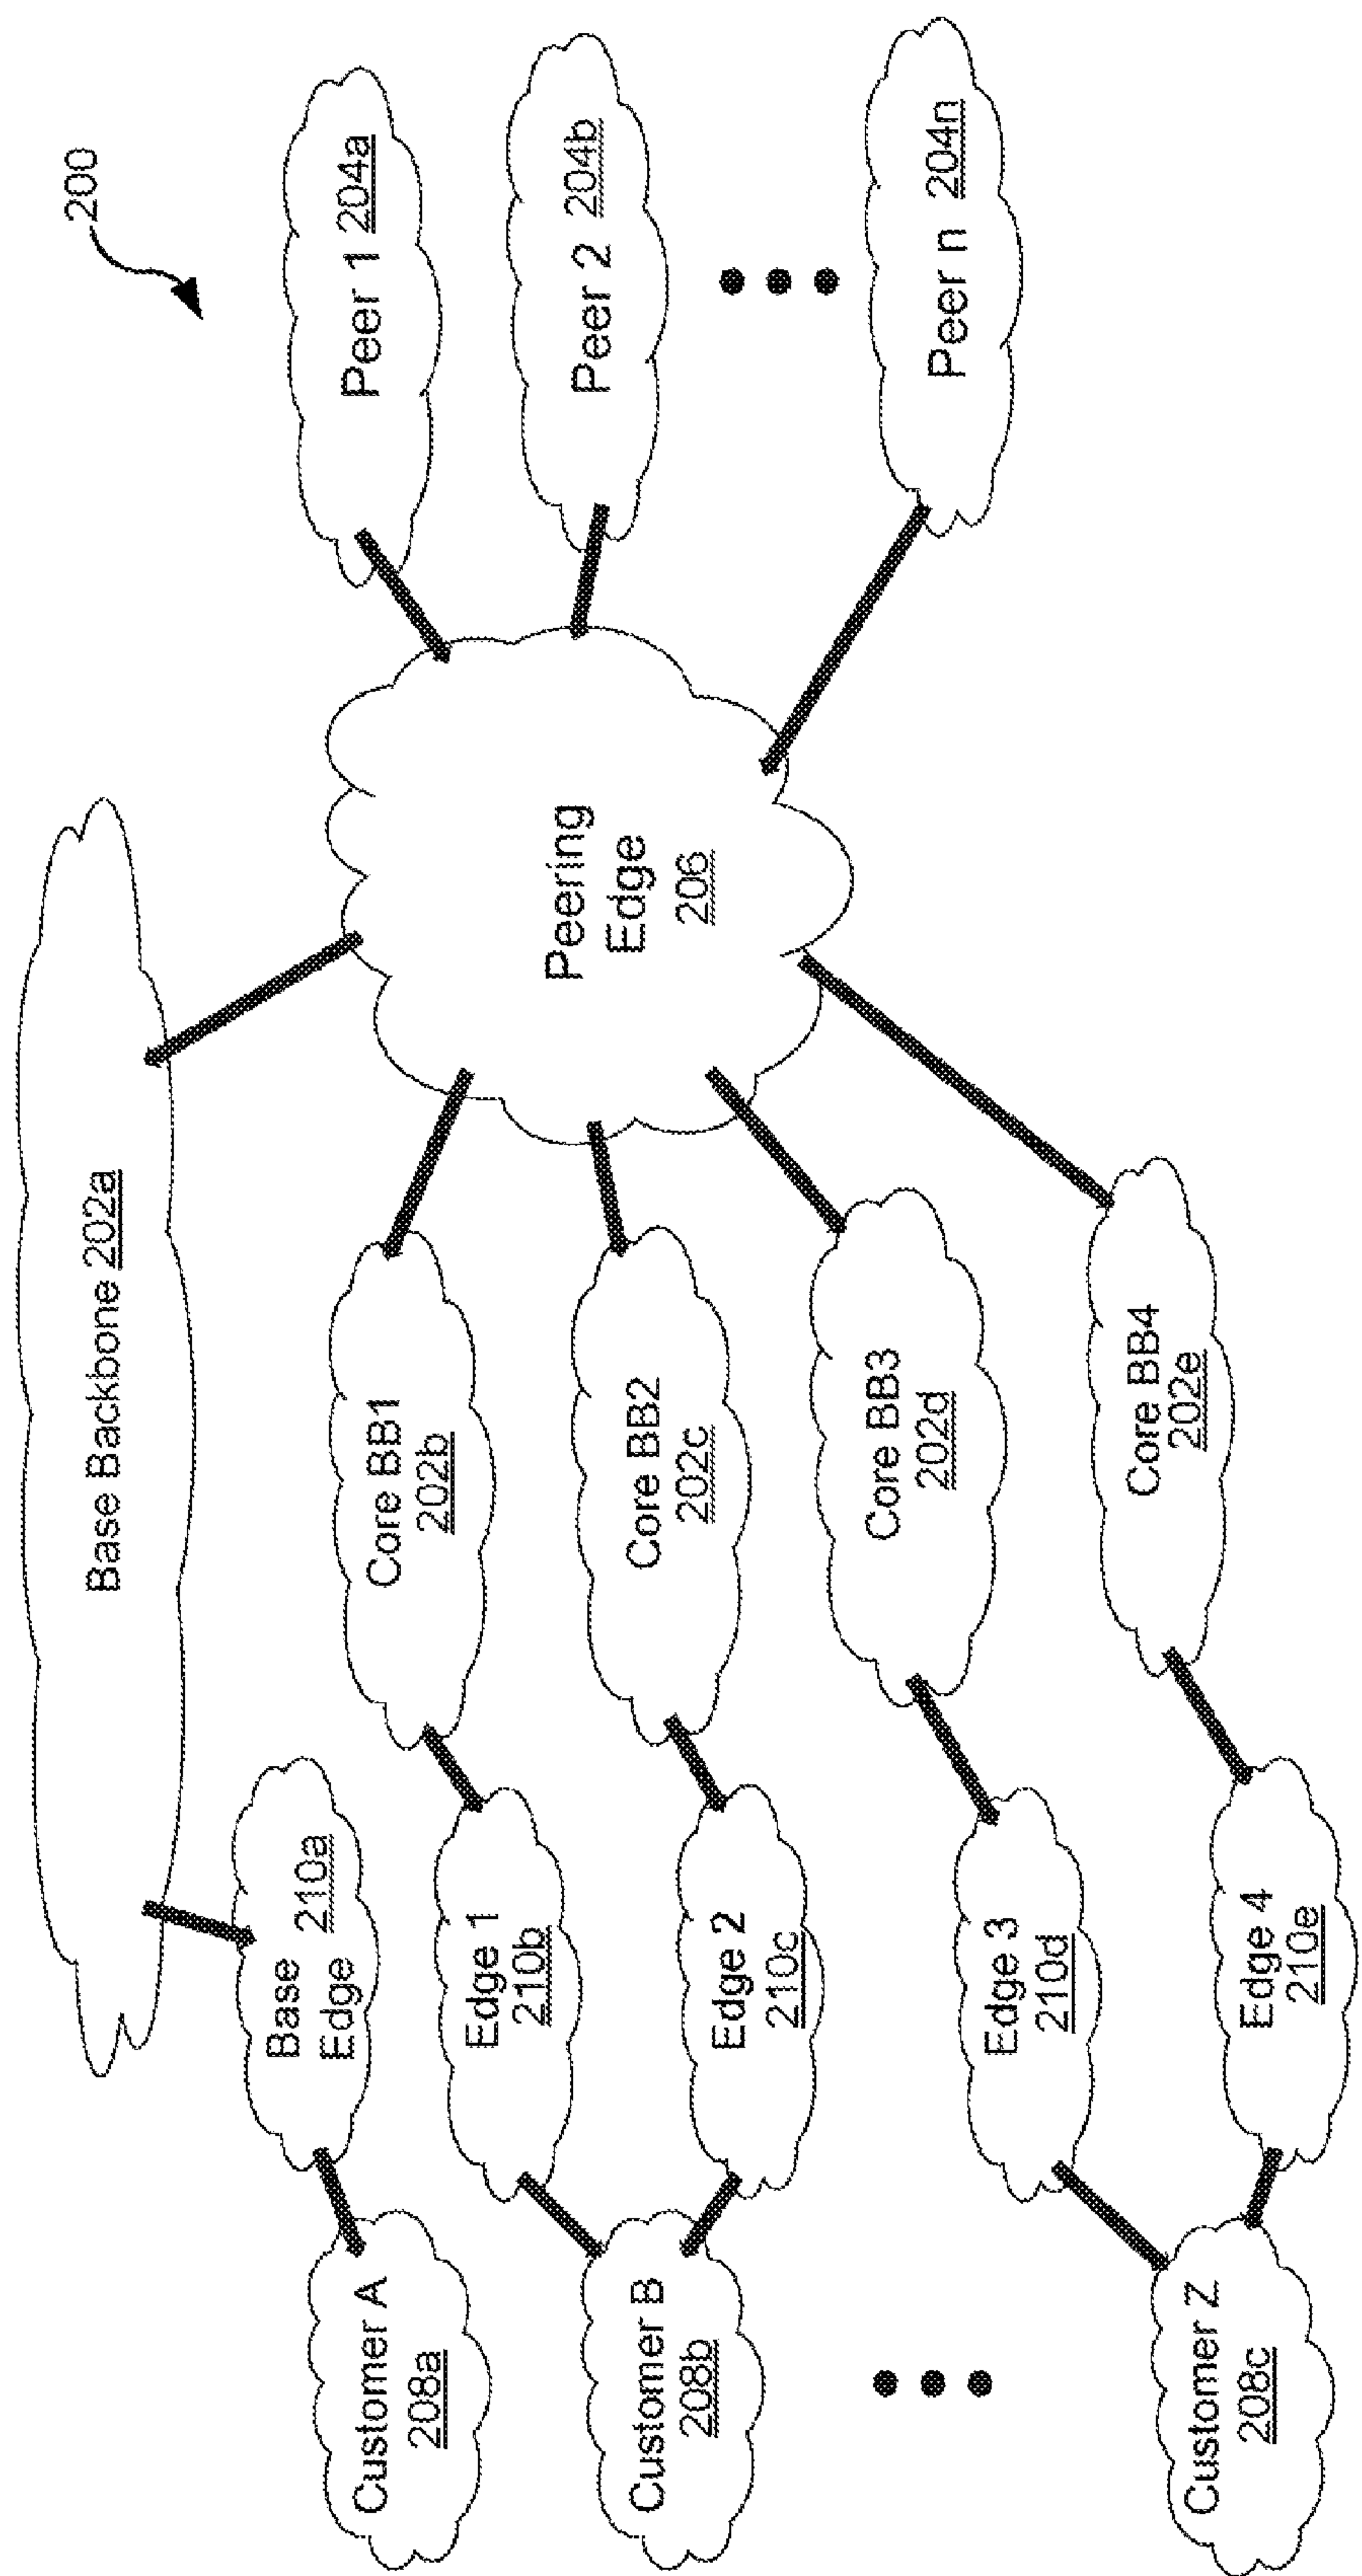 200
Base Backbone 202a
Peer 1 204a
Peer 2 204b
Peer n 204n
Peering
Edge
206
Core BB1
202b
Core BB2
202c
Core BB3
202d
Core BB4
202e
Base 210a
Edge
Edge 1
210b
Edge 2
210c
Edge 3
210d
Edge 4
210e
Customer A
208a
Customer B
208b
Customer Z
208c